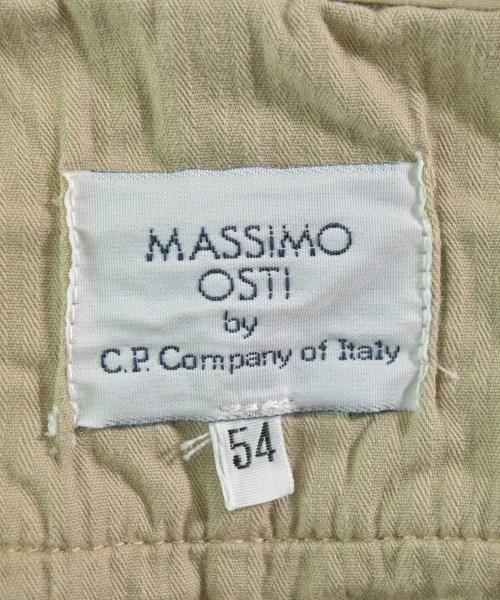 MASSIMO
OSTI
by
C.P. Company of Italy
54